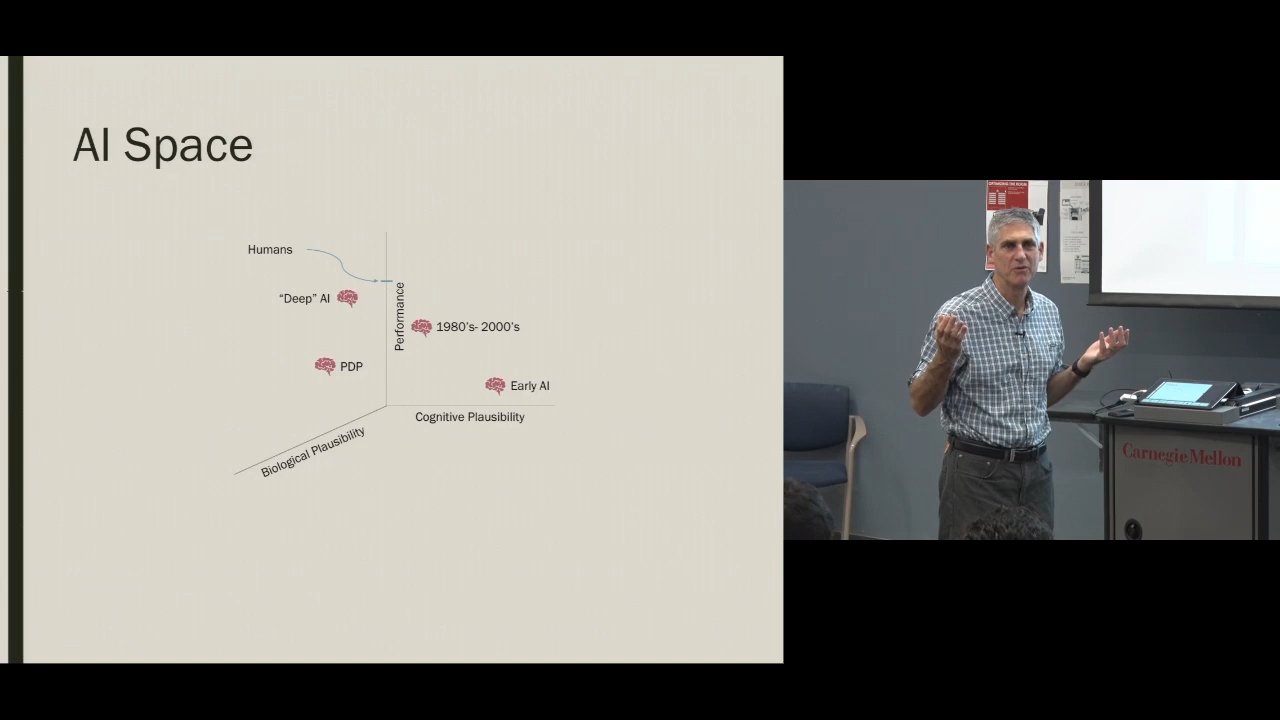 AI Space
Humans
“Deep” AI
Performance
1980’s- 2000’s
PDP
Early AI
Cognitive Plausibility
Biological Plausibility
Carnegie Mellon